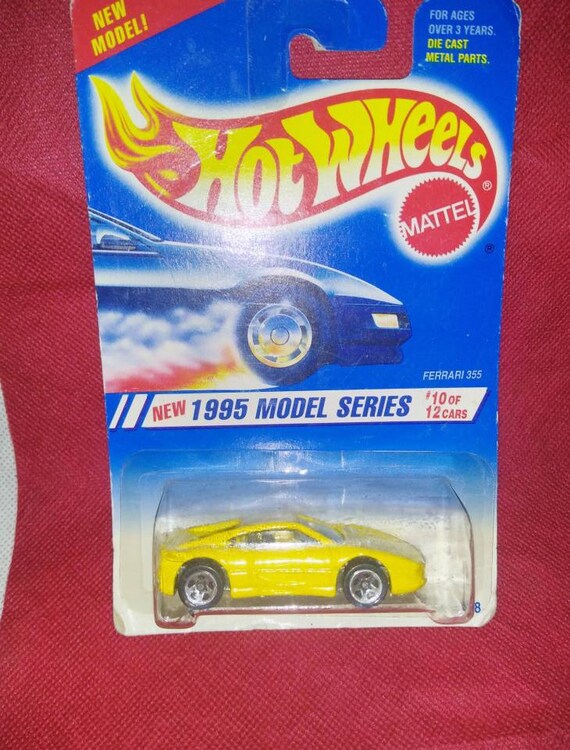 NEW
MODEL!
FOR AGES
OVER 3 YEARS.
DIE CAST
METAL PARTS.
HOT WHEELS ®
MATTEL
®
FERRARI 355
NEW 1995 MODEL SERIES
#10 OF
12 CARS
8